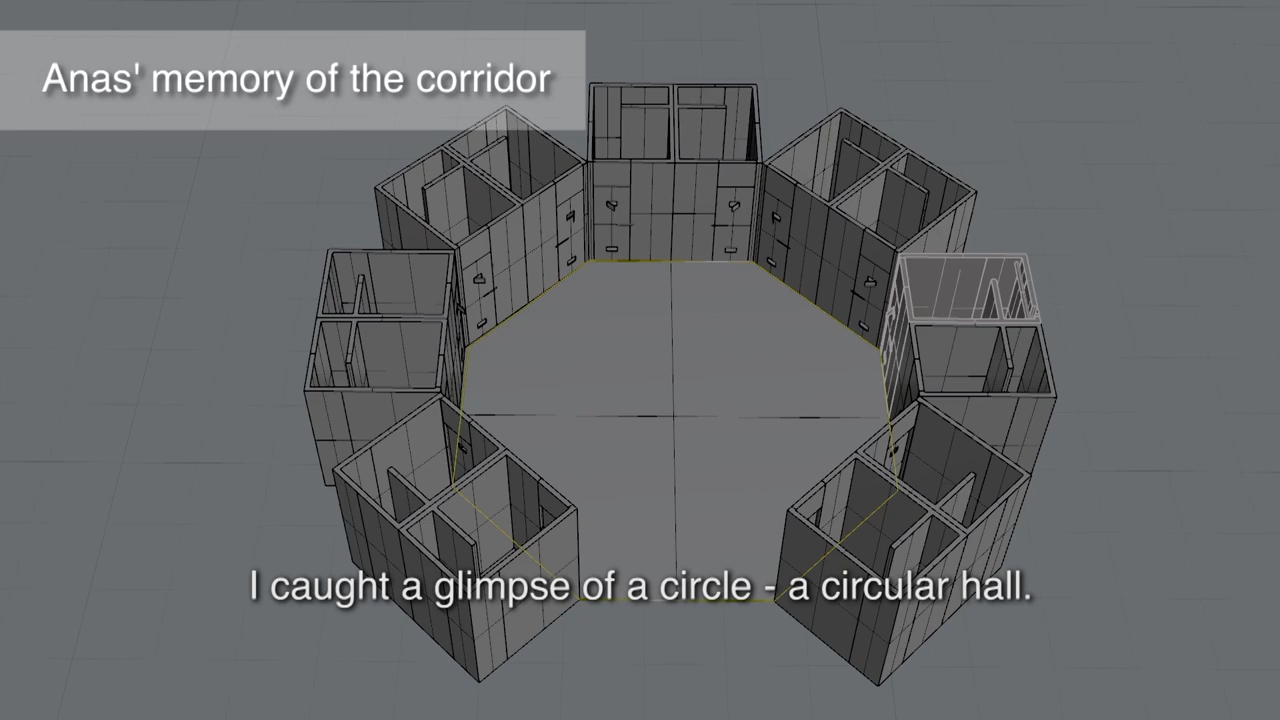 Anas' memory of the corridor
I caught a glimpse of a circle - a circular hall.